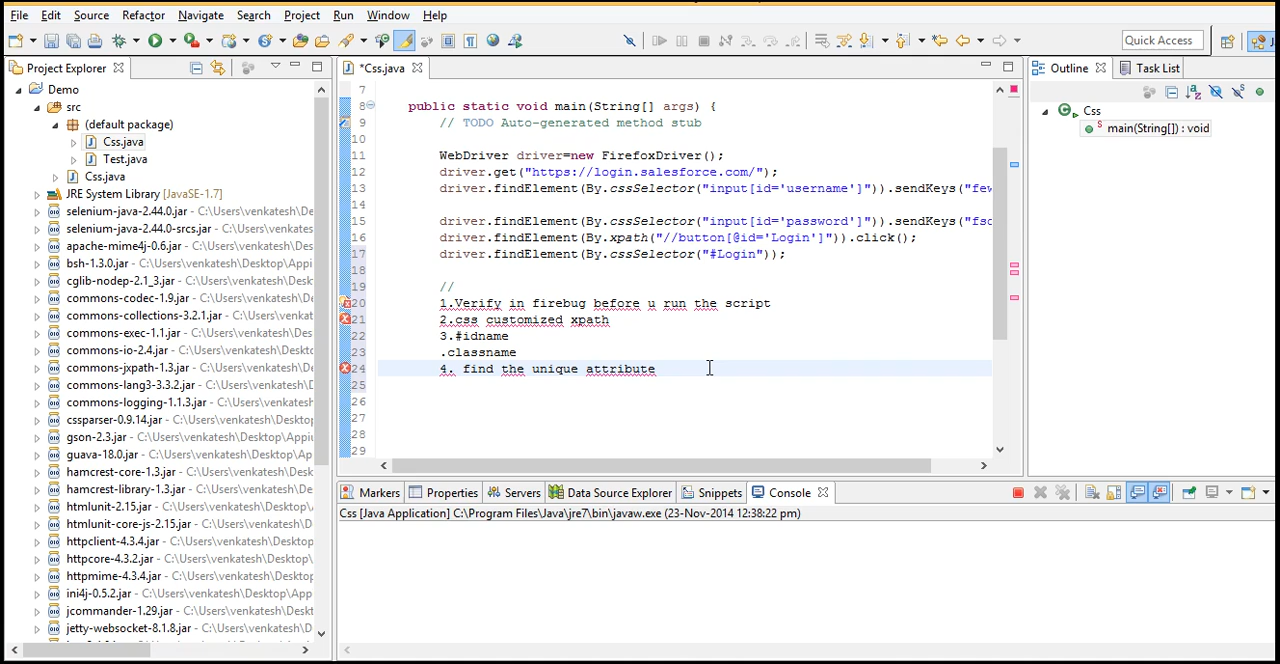 File Edit Source Refactor Navigate Search Project Run Window Help
Quick Access
Project Explorer
*Css.java
Outline
Task List
Demo
src
(default package)
Css.java
Test.java
Css.java
JRE System Library [JavaSE-1.7]
selenium-java-2.44.0.jar - C:\Users\venkatesh\De
selenium-java-2.44.0-srcs.jar - C:\Users\venkates
apache-mime4j-0.6.jar - C:\Users\venkatesh\Des
bsh-1.3.0.jar - C:\Users\venkatesh\Desktop\Appi
cglib-nodep-2.1_3.jar - C:\Users\venkatesh\Desk
commons-codec-1.9.jar - C:\Users\venkatesh\De
commons-collections-3.2.1.jar - C:\Users\venkat
commons-exec-1.1.jar - C:\Users\venkatesh\Des
commons-io-2.4.jar - C:\Users\venkatesh\Deskto
commons-jxpath-1.3.jar - C:\Users\venkatesh\De
commons-lang3-3.3.2.jar - C:\Users\venkatesh\D
commons-logging-1.1.3.jar - C:\Users\venkatesh
cssparser-0.9.14.jar - C:\Users\venkatesh\Deskto
gson-2.3.jar - C:\Users\venkatesh\Desktop\Appiu
guava-18.0.jar - C:\Users\venkatesh\Desktop\Ap
hamcrest-core-1.3.jar - C:\Users\venkatesh\Desk
hamcrest-library-1.3.jar - C:\Users\venkatesh\De
htmlunit-2.15.jar - C:\Users\venkatesh\Desktop\
htmlunit-core-js-2.15.jar - C:\Users\venkatesh\D
httpclient-4.3.4.jar - C:\Users\venkatesh\Deskto
httpcore-4.3.2.jar - C:\Users\venkatesh\Desktop
httpmime-4.3.4.jar - C:\Users\venkatesh\Deskto
ini4j-0.5.2.jar - C:\Users\venkatesh\Desktop\App
jcommander-1.29.jar - C:\Users\venkatesh\Deskt
jetty-websocket-8.1.8.jar - C:\Users\venkatesh\D
7
8 public static void main(String[] args) {
9 // TODO Auto-generated method stub
10
11 WebDriver driver=new FirefoxDriver();
12 driver.get("https://login.salesforce.com/");
13 driver.findElement(By.cssSelector("input[id='username']")).sendKeys("few
14
15 driver.findElement(By.cssSelector("input[id='password']")).sendKeys("fsc
16 driver.findElement(By.xpath("//button[@id='Login']")).click();
17 driver.findElement(By.cssSelector("#Login"));
18
19 //
20 1.Verify in firebug before u run the script
21 2.css customized xpath
22 3.#idname
23 .classname
24 4. find the unique attribute
25
26
27
28
29
Css
main(String[]) : void
Markers Properties Servers Data Source Explorer Snippets Console
Css [Java Application] C:\Program Files\Java\jre7\bin\javaw.exe (23-Nov-2014 12:38:22 pm)